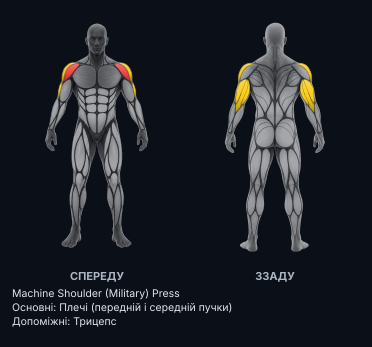 СПЕРЕДУ
ЗЗАДУ
Machine Shoulder (Military) Press
Основні: Плечі (передній і середній пучки)
Допоміжні: Трицепс